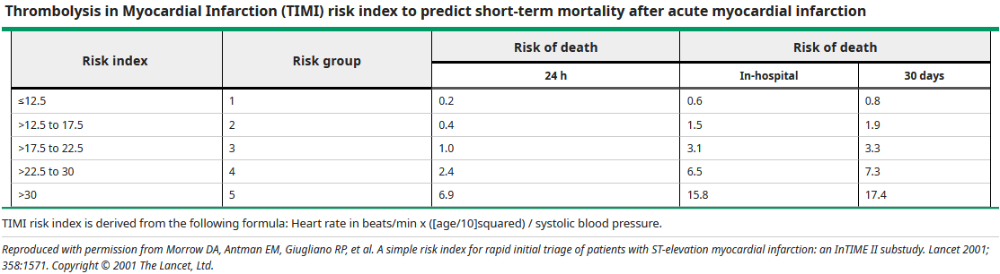 Thrombolysis in Myocardial Infarction (TIMI) risk index to predict short-term mortality after acute myocardial infarction
Risk index Risk group Risk of death Risk of death
24 h In-hospital 30 days
≤12.5 1 0.2 0.6 0.8
>12.5 to 17.5 2 0.4 1.5 1.9
>17.5 to 22.5 3 1.0 3.1 3.3
>22.5 to 30 4 2.4 6.5 7.3
>30 5 6.9 15.8 17.4
TIMI risk index is derived from the following formula: Heart rate in beats/min x ([age/10]squared) / systolic blood pressure.
Reproduced with permission from Morrow DA, Antman EM, Giugliano RP, et al. A simple risk index for rapid initial triage of patients with ST-elevation myocardial infarction: an InTIME II substudy. Lancet 2001;
358:1571. Copyright © 2001 The Lancet, Ltd.